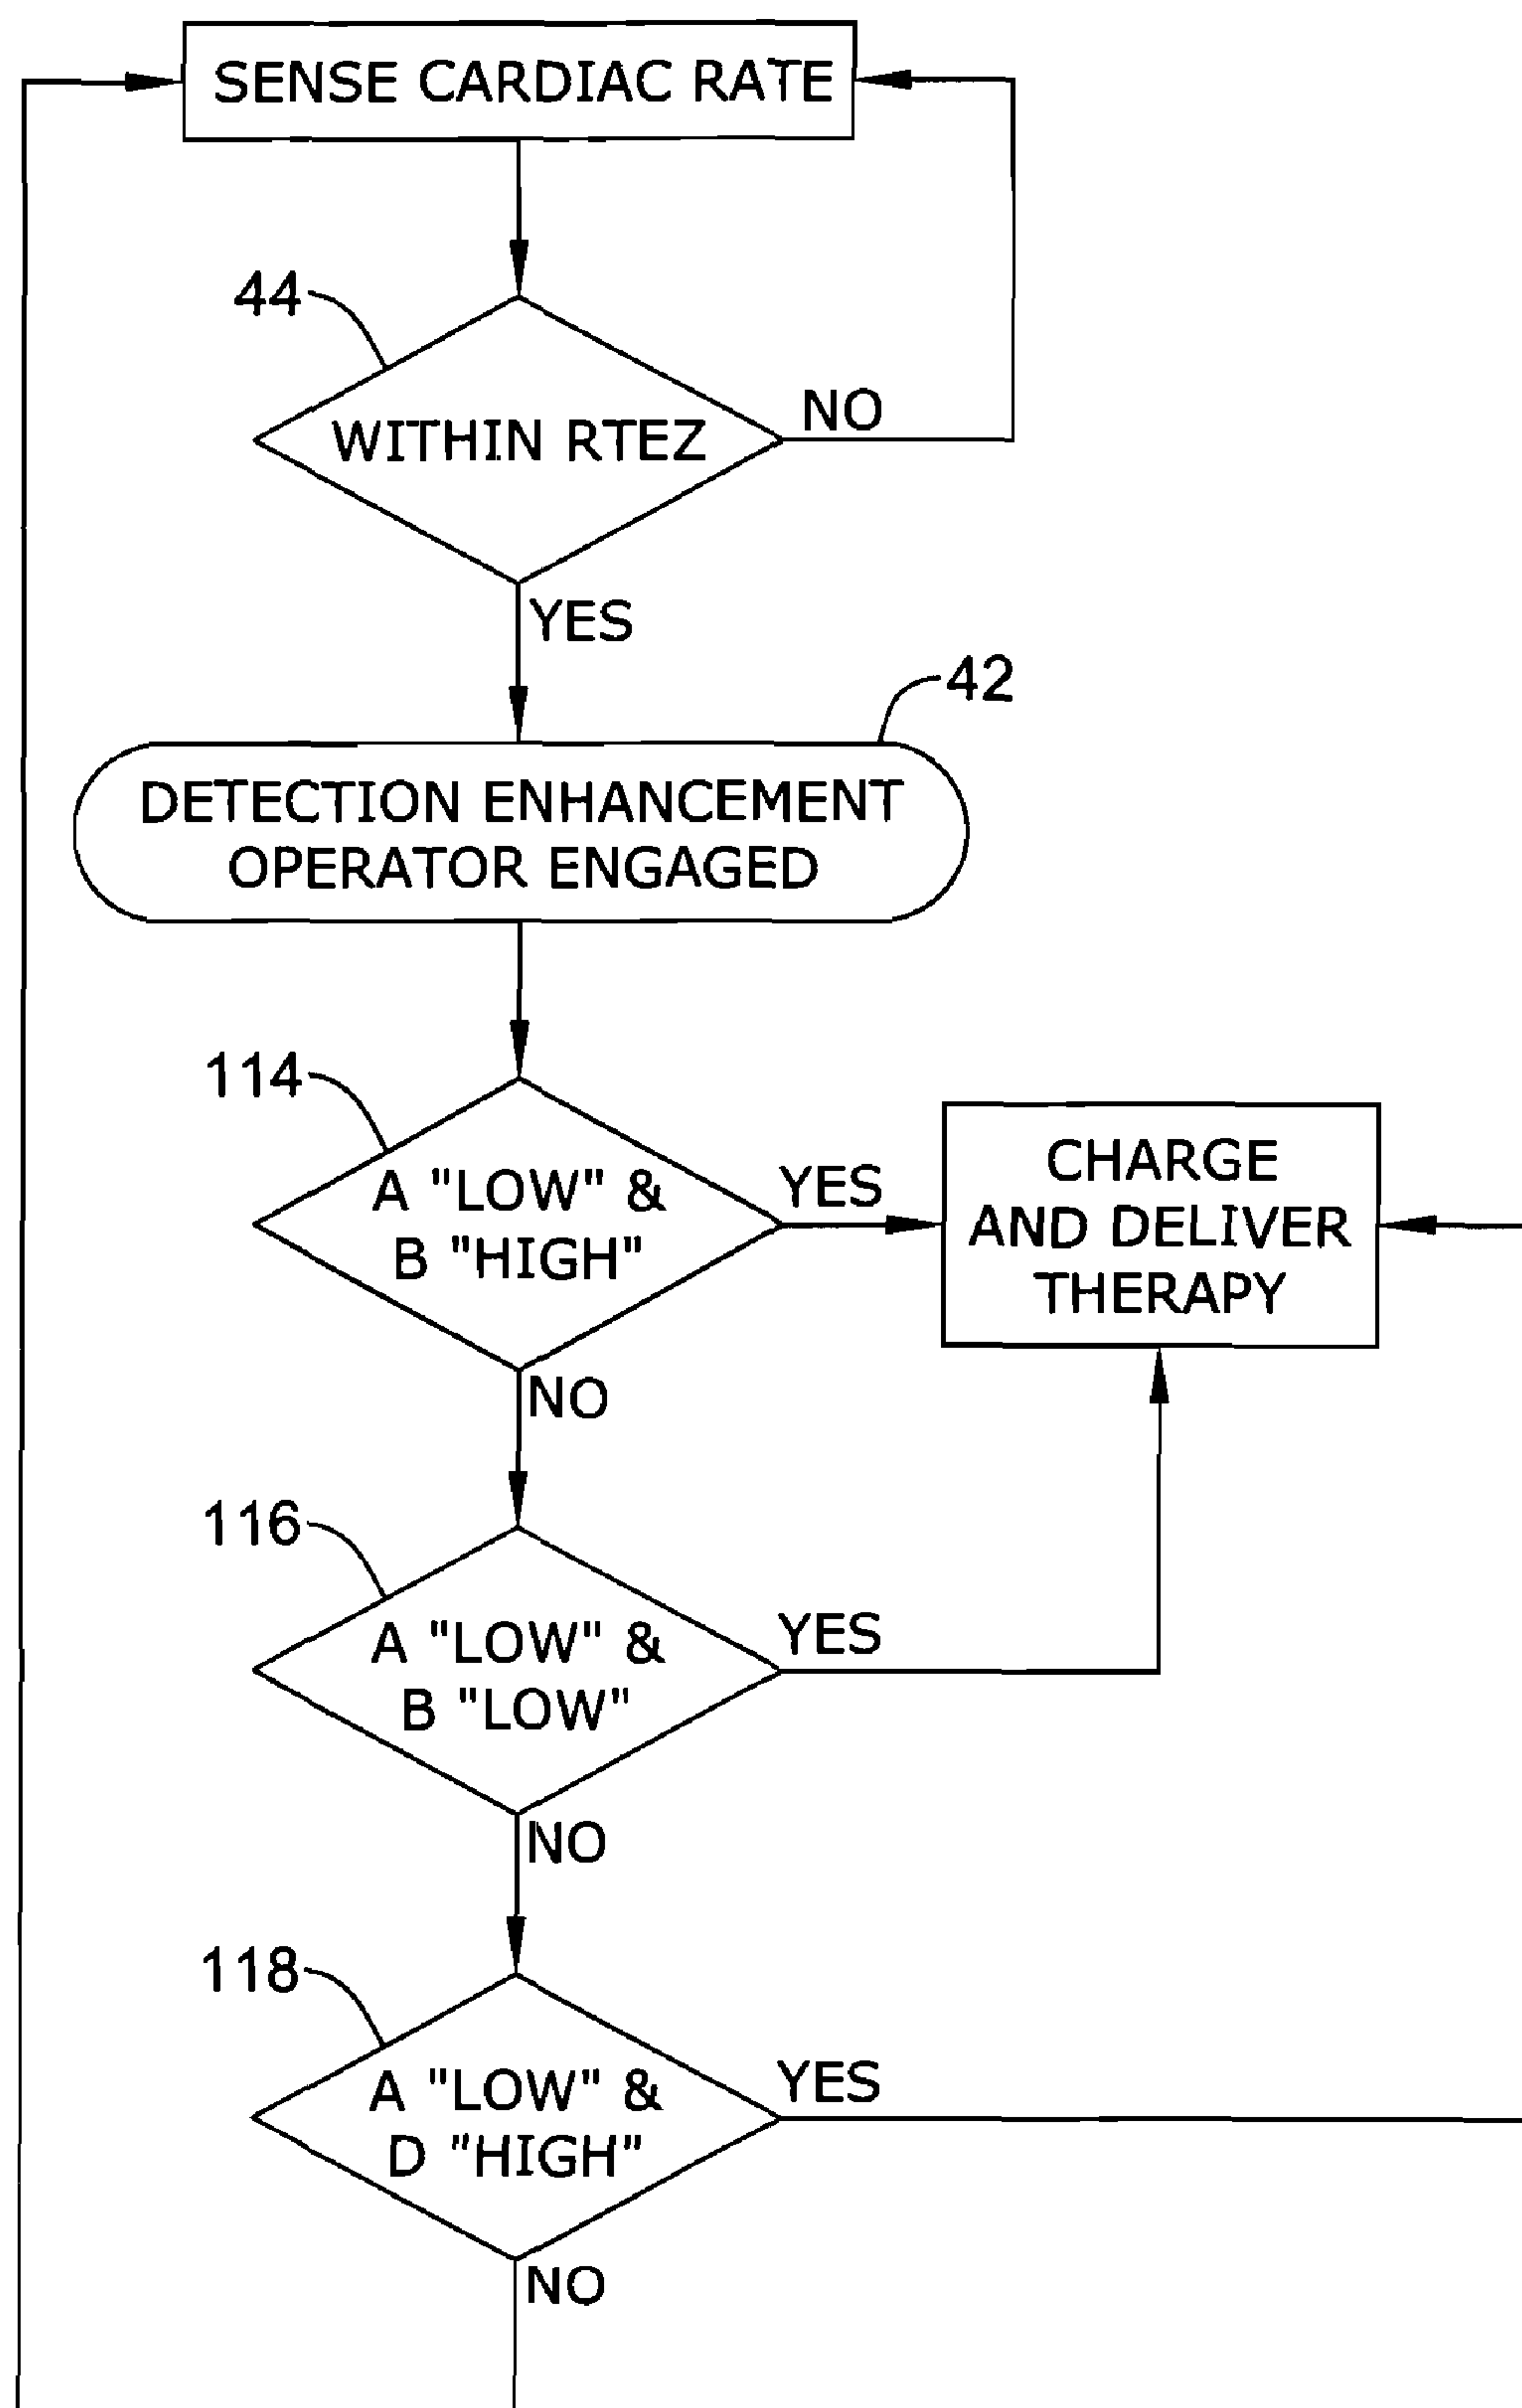 SENSE CARDIAC RATE
44
WITHIN RTEZ
NO
YES
42
DETECTION ENHANCEMENT
OPERATOR ENGAGED
114
A "LOW" &
B "HIGH"
YES
CHARGE
AND DELIVER
THERAPY
NO
116
A "LOW" &
B "LOW"
YES
NO
118
A "LOW" &
D "HIGH"
YES
NO